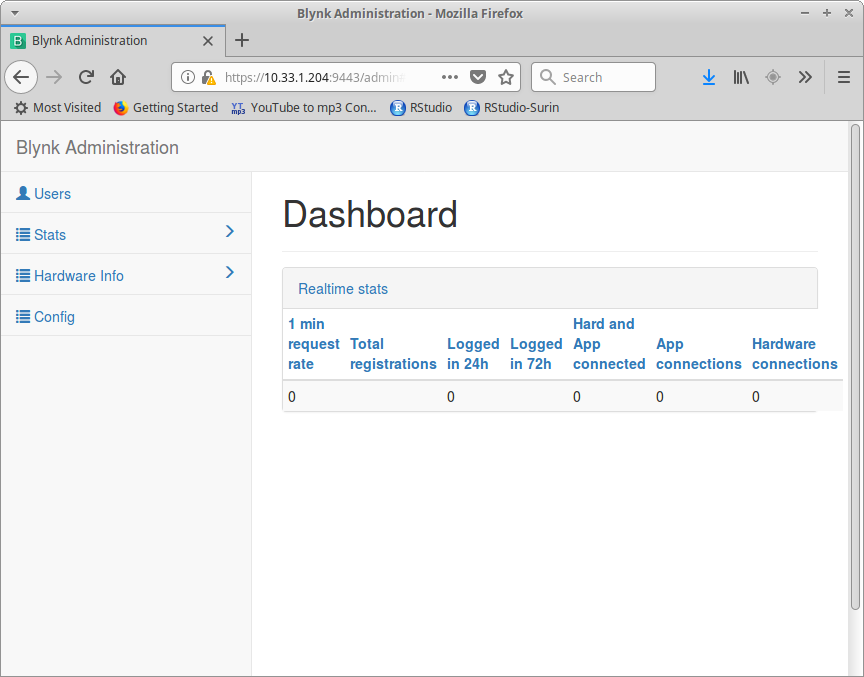 Blynk Administration - Mozilla Firefox
Blynk Administration
https://10.33.1.204:9443/admin
Search
Most Visited
Getting Started
YT mp3
YouTube to mp3 Con...
RStudio
RStudio-Surin
Blynk Administration
Users
Stats
Hardware Info
Config
Dashboard
Realtime stats
1 min
request
rate
Total
registrations
Logged
in 24h
Logged
in 72h
Hard and
App
connected
App
connections
Hardware
connections
0
0
0
0
0